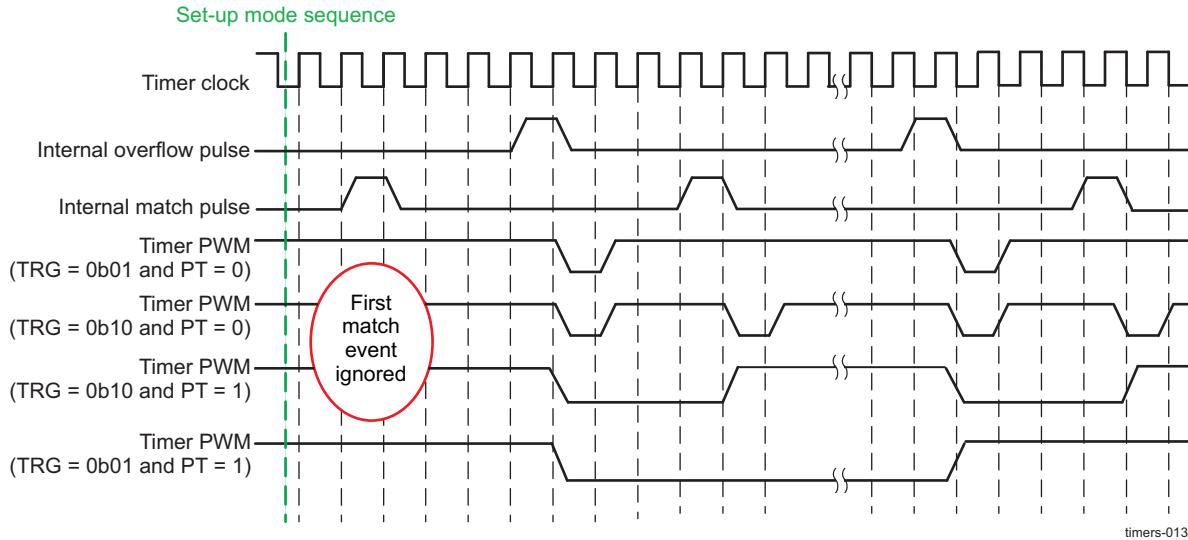 Set-up mode sequence
Timer clock
Internal overflow pulse
Internal match pulse
Timer PWM
(TRG = 0b01 and PT = 0)
Timer PWM
(TRG = 0b10 and PT = 0)
First
match
event
ignored
Timer PWM
(TRG = 0b10 and PT = 1)
Timer PWM
(TRG = 0b01 and PT = 1)
timers-013